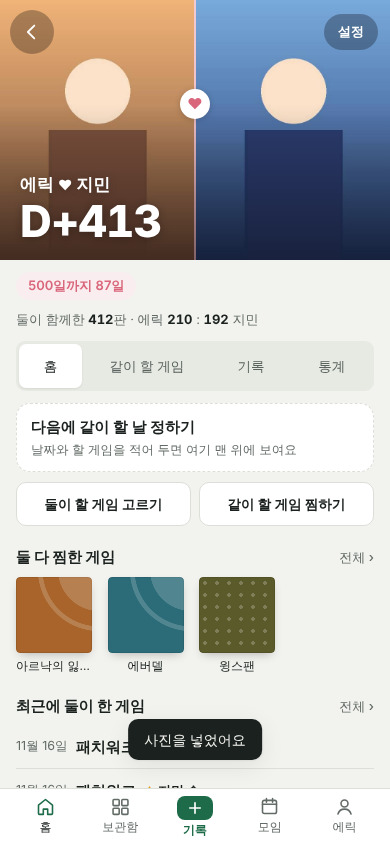 설정
에릭 ♥ 지민
D+413
500일까지 87일
둘이 함께한 412판 · 에릭 210 : 192 지민
홈 같이 할 게임 기록 통계
다음에 같이 할 날 정하기
날짜와 할 게임을 적어 두면 여기 맨 위에 보여요
둘이 할 게임 고르기 같이 할 게임 찜하기
둘 다 찜한 게임 전체 ›
아르낙의 잃... 에버델 윙스팬
최근에 둘이 한 게임 전체 ›
사진을 넣었어요
11월 16일
11월 16일
홈 보관함 기록 모임 에릭